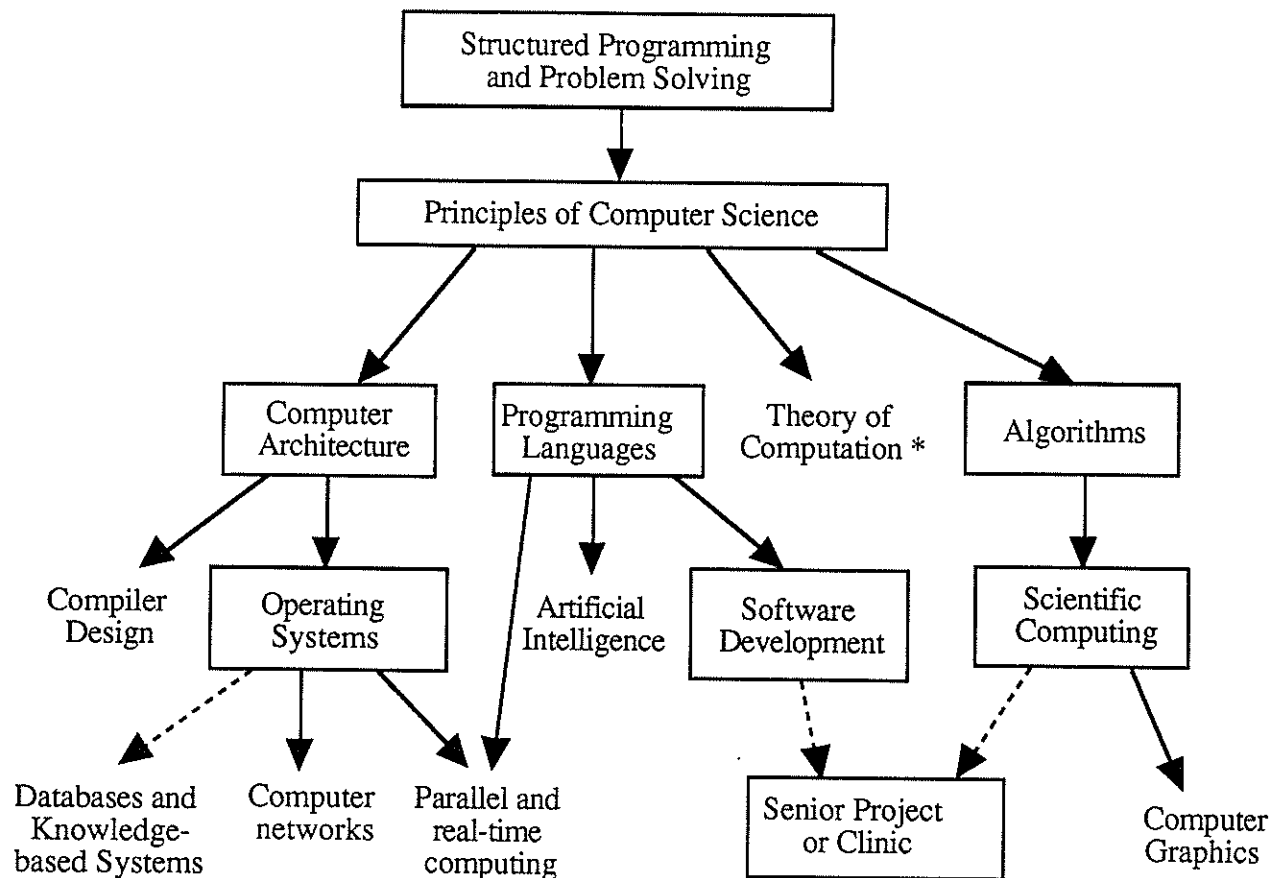 Structured Programming
and Problem Solving
Principles of Computer Science
Computer
Architecture
Programming
Languages
Theory of
Computation *
Algorithms
Compiler
Design
Operating
Systems
Artificial
Intelligence
Software
Development
Scientific
Computing
Databases and
Knowledge-
based Systems
Computer
networks
Parallel and
real-time
computing
Senior Project
or Clinic
Computer
Graphics